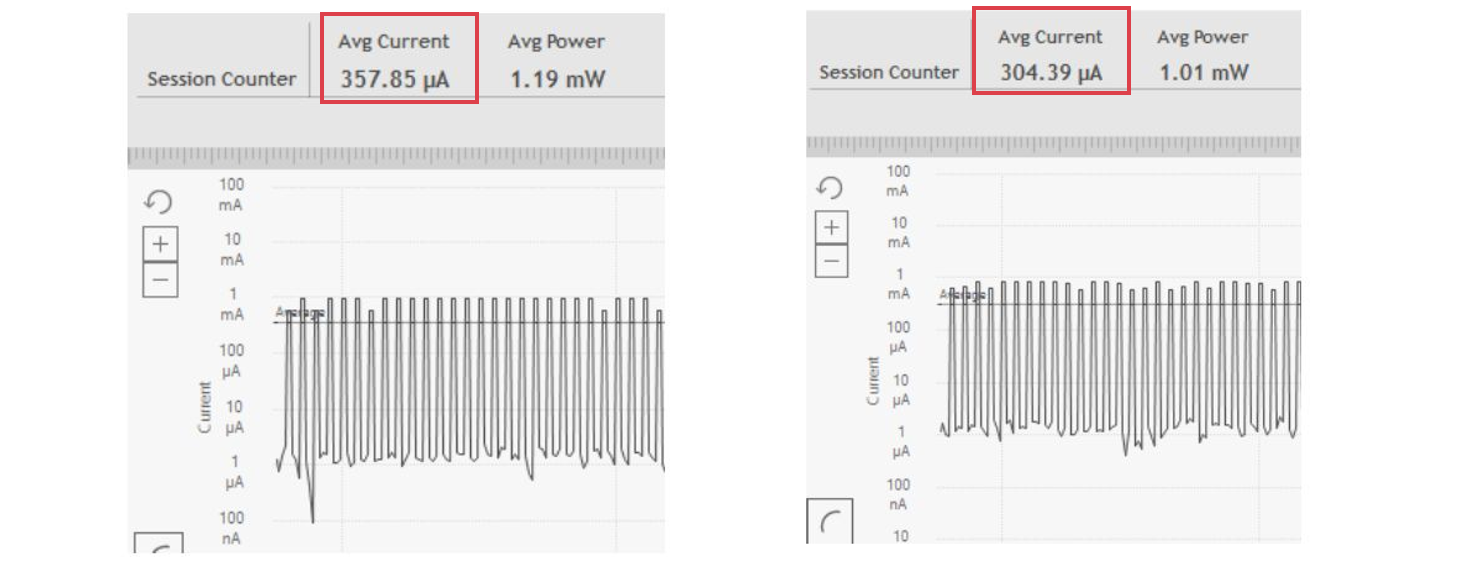 Avg Current Avg Power
Session Counter 357.85 µA 1.19 mW
100
mA
10
mA
1
mA
Average
100
µA
10
µA
1
µA
100
nA
Current
Avg Current Avg Power
Session Counter 304.39 µA 1.01 mW
100
mA
10
mA
1
mA
Average
100
µA
10
µA
1
µA
100
nA
10
Current